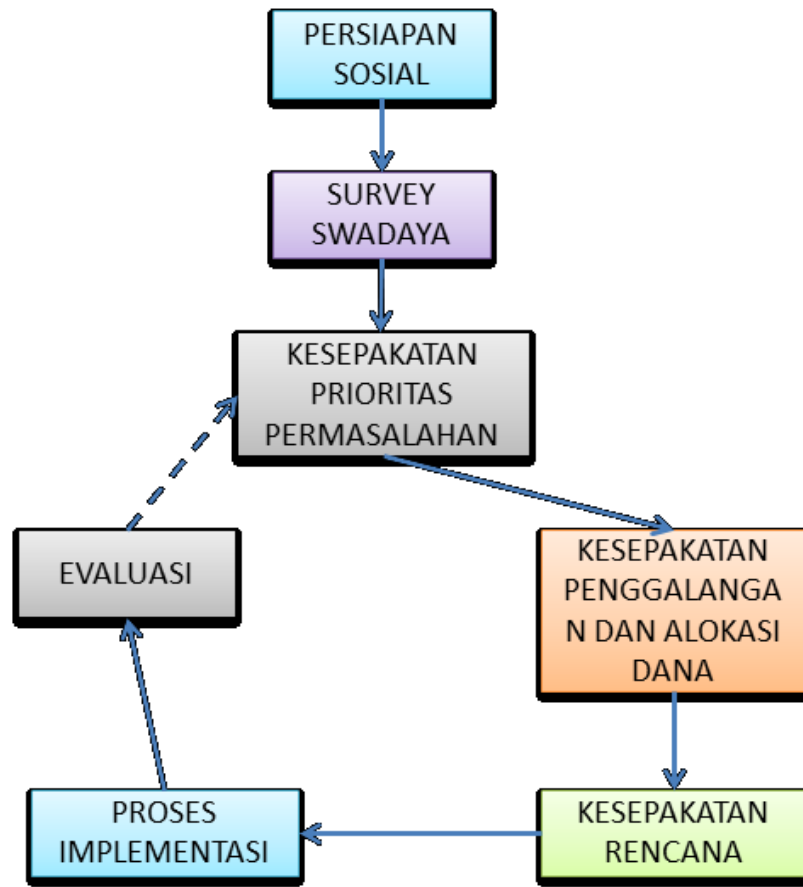 PERSIAPAN
SOSIAL
SURVEY
SWADAYA
KESEPAKATAN
PRIORITAS
PERMASALAHAN
KESEPAKATAN
PENGGALANGA
N DAN ALOKASI
DANA
KESEPAKATAN
RENCANA
PROSES
IMPLEMENTASI
EVALUASI